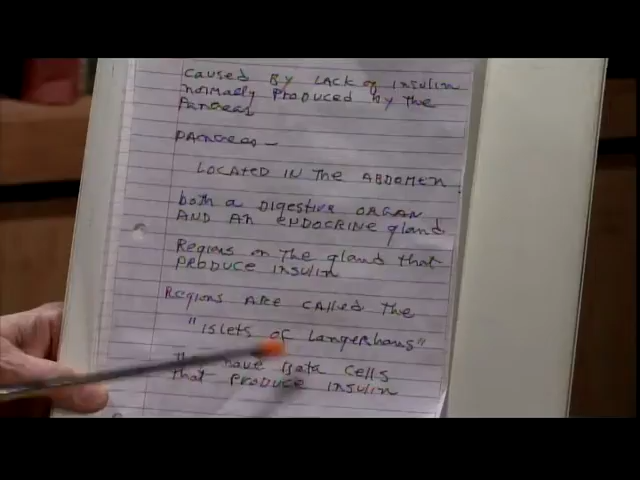 caused By LACK of INSULIN
normally Produced by the
Pancreas
PANCREAS -
LOCATED IN The ABDOMEN
both a DIGESTIVE ORGAN
AND AN ENDOCRINE gland
Regions on The gland that
PRODUCE INSULIN
Regions ARE CALLED the
"islets of Langerhans"
have Beta CELLS
that PRODUCE INSULIN